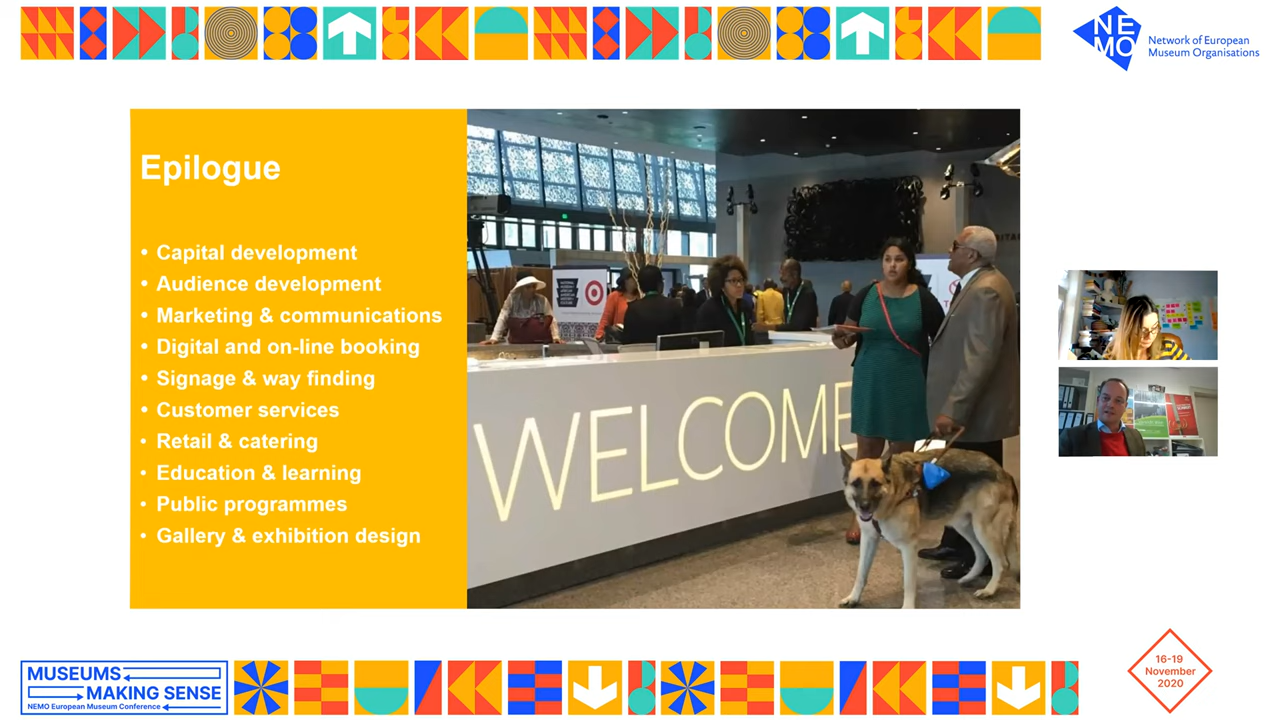 NE
MO
Network of European
Museum Organisations
Epilogue
• Capital development
• Audience development
• Marketing & communications
• Digital and on-line booking
• Signage & way finding
• Customer services
• Retail & catering
• Education & learning
• Public programmes
• Gallery & exhibition design
WELCOME
MUSEUMS
MAKING SENSE
NEMO European Museum Conference
16-19
November
2020